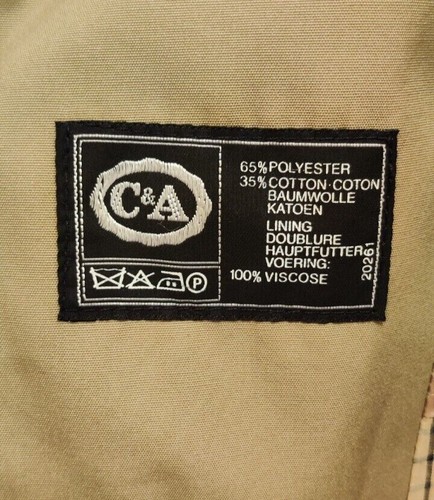 C&A
65% POLYESTER
35% COTTON·COTON
BAUMWOLLE
KATOEN
LINING
DOUBLURE
HAUPTFUTTER
VOERING:
100% VISCOSE
20261
P